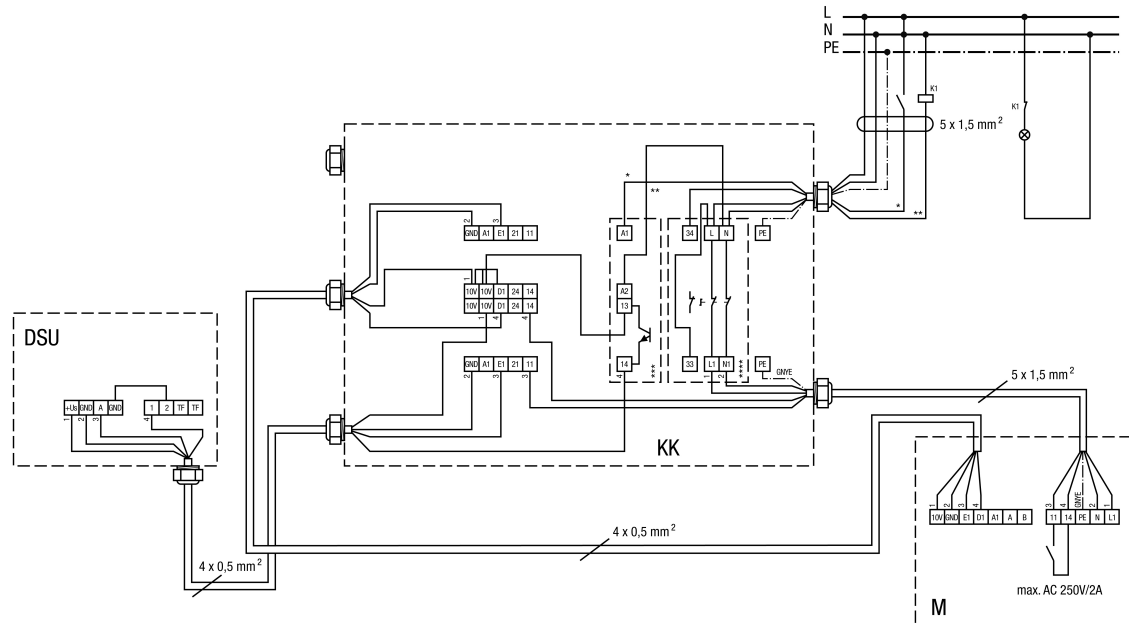 L
N
PE
K1
K1
5 x 1,5 mm²
*
**
*
**
2 3
GND A1 E1 21 11
A1
34 L N PE
1
10V 10V D1 24 14
10V 10V D1 24 14
1 4
A2
13
DSU
14
4
***
33 L1 N1 PE
1 2
****
GNYE
GND A1 E1 21 11
2 3 3
5 x 1,5 mm²
+Us GND A GND 1 2 TF TF
1 2 3 4
KK
1 2 3 4
3 4 GNYE 2 1
10V GND E1 D1 A1 A B
11 14 PE N L1
4 x 0,5 mm²
4 x 0,5 mm²
max. AC 250V/2A
M